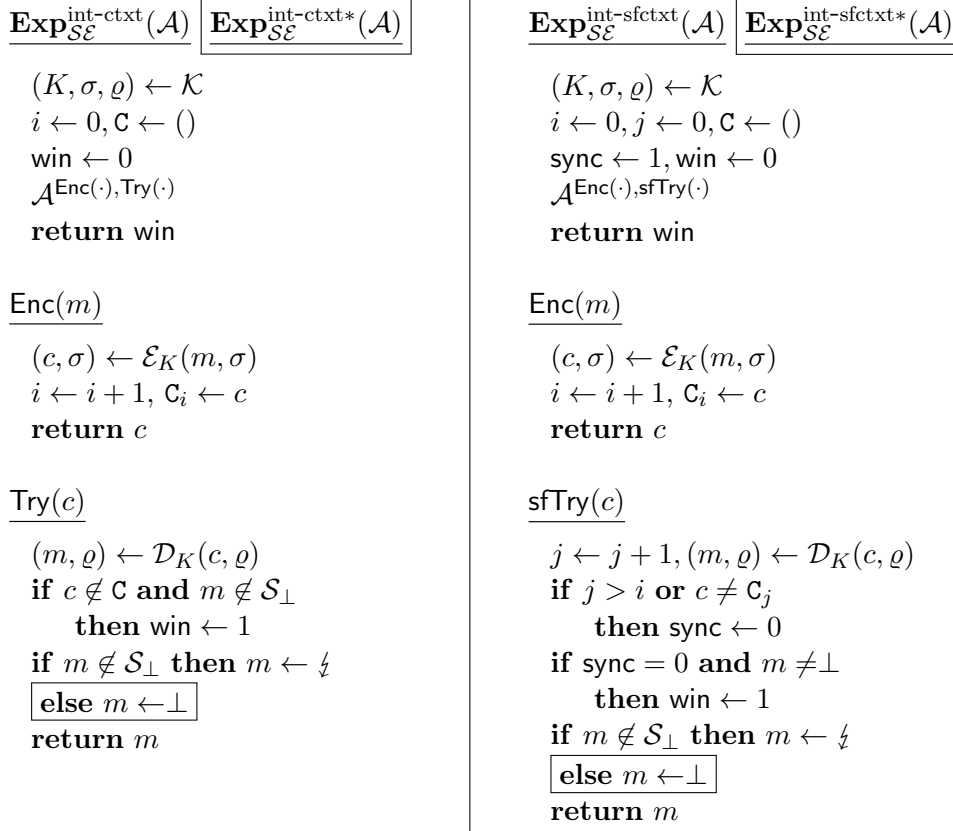 Exp^{int-ctxt}_{SE}(A) Exp^{int-ctxt*}_{SE}(A)
(K, σ, ϱ) ← K
i ← 0, C ← ()
win ← 0
A^{Enc(·),Try(·)}
return win
Enc(m)
(c, σ) ← E_K(m, σ)
i ← i + 1, C_i ← c
return c
Try(c)
(m, ϱ) ← D_K(c, ϱ)
if c ∉ C and m ∉ S_⊥
then win ← 1
if m ∉ S_⊥ then m ← ↯
else m ←⊥
return m
Exp^{int-sfctxt}_{SE}(A) Exp^{int-sfctxt*}_{SE}(A)
(K, σ, ϱ) ← K
i ← 0, j ← 0, C ← ()
sync ← 1, win ← 0
A^{Enc(·),sfTry(·)}
return win
Enc(m)
(c, σ) ← E_K(m, σ)
i ← i + 1, C_i ← c
return c
sfTry(c)
j ← j + 1, (m, ϱ) ← D_K(c, ϱ)
if j > i or c ≠ C_j
then sync ← 0
if sync = 0 and m ≠⊥
then win ← 1
if m ∉ S_⊥ then m ← ↯
else m ←⊥
return m